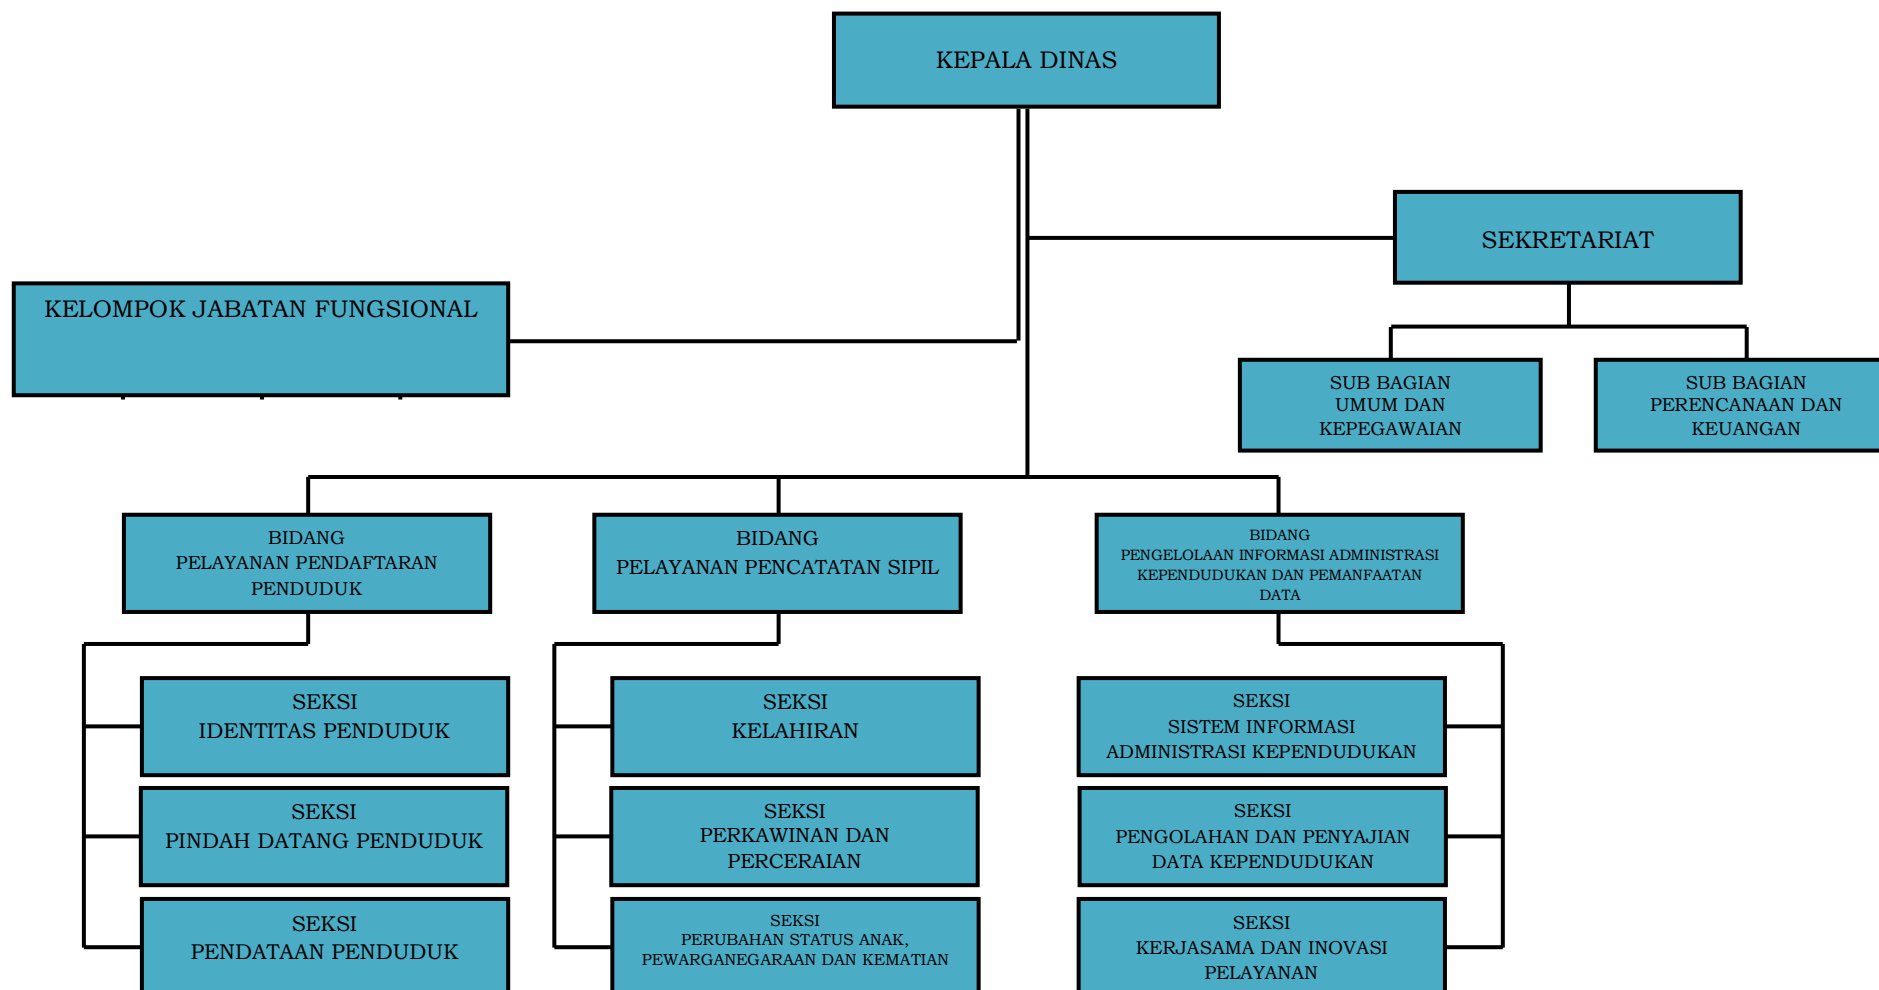 KEPALA DINAS
SEKRETARIAT
KELOMPOK JABATAN FUNGSIONAL
SUB BAGIAN
UMUM DAN
KEPEGAWAIAN
SUB BAGIAN
PERENCANAAN DAN
KEUANGAN
BIDANG
PELAYANAN PENDAFTARAN
PENDUDUK
BIDANG
PELAYANAN PENCATATAN SIPIL
BIDANG
PENGELOLAAN INFORMASI ADMINISTRASI
KEPENDUDUKAN DAN PEMANFAATAN
DATA
SEKSI
IDENTITAS PENDUDUK
SEKSI
KELAHIRAN
SEKSI
SISTEM INFORMASI
ADMINISTRASI KEPENDUDUKAN
SEKSI
PINDAH DATANG PENDUDUK
SEKSI
PERKAWINAN DAN
PERCERAIAN
SEKSI
PENGOLAHAN DAN PENYAJIAN
DATA KEPENDUDUKAN
SEKSI
PENDATAAN PENDUDUK
SEKSI
PERUBAHAN STATUS ANAK,
PEWARGANEGARAAN DAN KEMATIAN
SEKSI
KERJASAMA DAN INOVASI
PELAYANAN